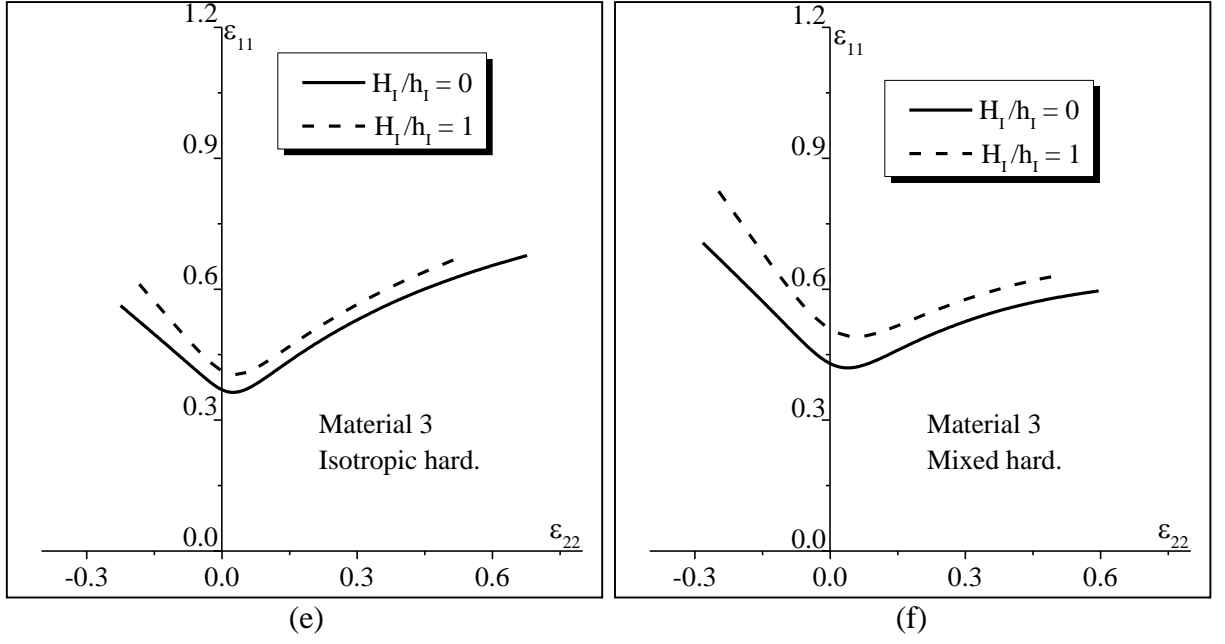 1.2
ε₁₁
H_I/h_I = 0
H_I/h_I = 1
0.9
0.6
0.3
Material 3
Isotropic hard.
0.0
ε₂₂
-0.3 0.0 0.3 0.6
(e)
1.2
ε₁₁
H_I/h_I = 0
H_I/h_I = 1
0.9
0.6
0.3
Material 3
Mixed hard.
0.0
ε₂₂
-0.3 0.0 0.3 0.6
(f)